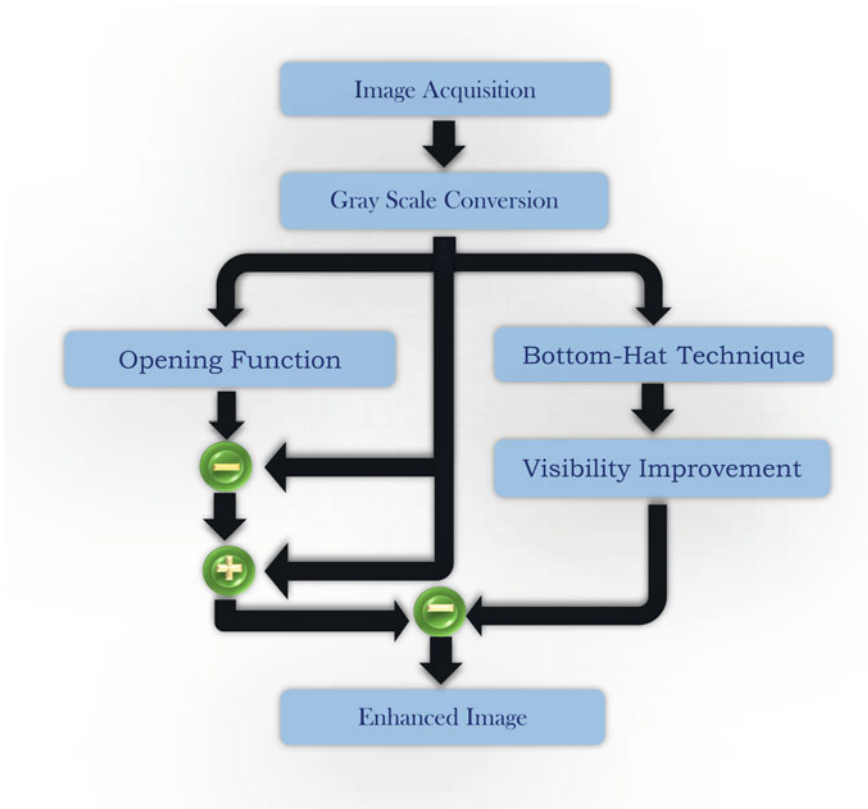 Image Acquisition
Gray Scale Conversion
Opening Function
Bottom-Hat Technique
−
Visibility Improvement
+
−
Enhanced Image